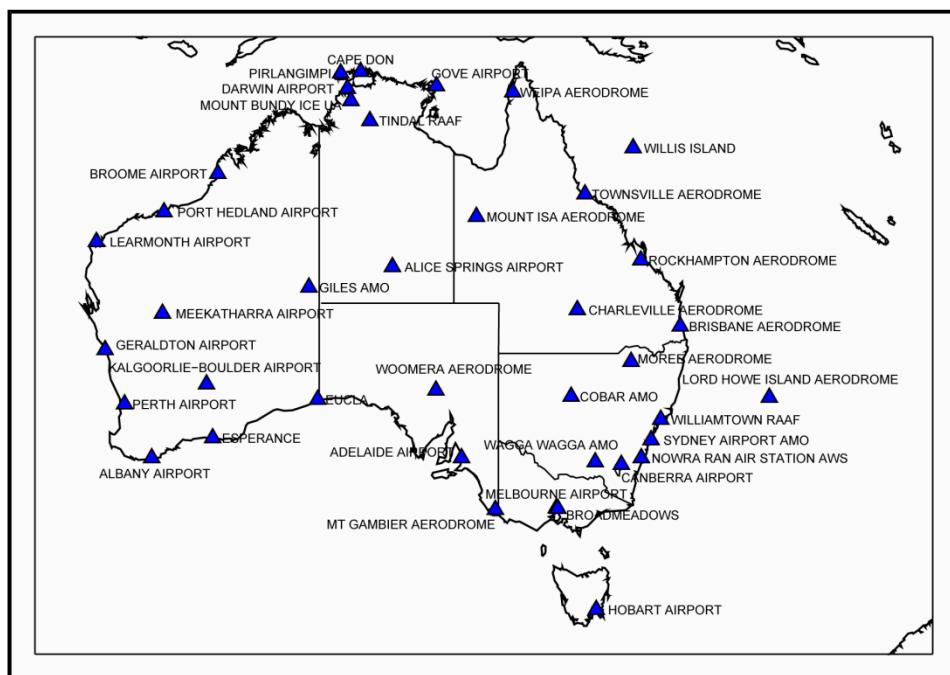 CAPE DON
PIRLANGIMPI
GOVE AIRPORT
DARWIN AIRPORT
WEIPA AERODROME
MOUNT BUNDY ICE UA
TINDAL RAAF
WILLIS ISLAND
BROOME AIRPORT
TOWNSVILLE AERODROME
PORT HEDLAND AIRPORT
MOUNT ISA AERODROME
LEARMONTH AIRPORT
ROCKHAMPTON AERODROME
ALICE SPRINGS AIRPORT
GILES AMO
CHARLEVILLE AERODROME
MEEKATHARRA AIRPORT
BRISBANE AERODROME
GERALDTON AIRPORT
MOREE AERODROME
KALGOORLIE−BOULDER AIRPORT
WOOMERA AERODROME
LORD HOWE ISLAND AERODROME
COBAR AMO
EUCLA
PERTH AIRPORT
WILLIAMTOWN RAAF
ESPERANCE
SYDNEY AIRPORT AMO
WAGGA WAGGA AMO
ADELAIDE AIRPORT
NOWRA RAN AIR STATION AWS
ALBANY AIRPORT
CANBERRA AIRPORT
MELBOURNE AIRPORT
BROADMEADOWS
MT GAMBIER AERODROME
HOBART AIRPORT